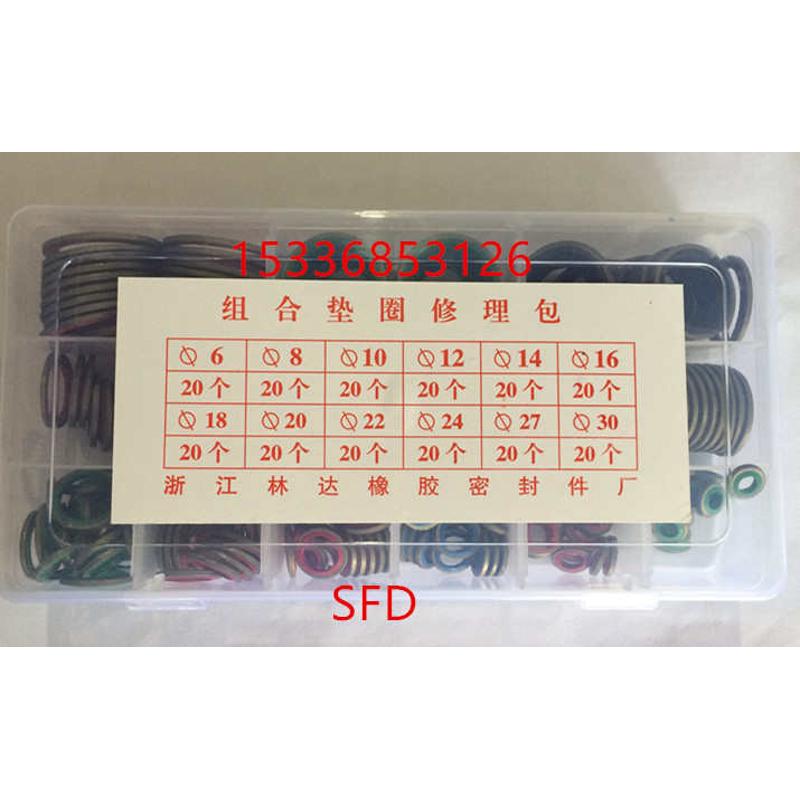 15336853126
组合垫圈修理包
∅ 6 ∅ 8 ∅ 10 ∅ 12 ∅ 14 ∅ 16
20个 20个 20个 20个 20个 20个
∅ 18 ∅ 20 ∅ 22 ∅ 24 ∅ 27 ∅ 30
20个 20个 20个 20个 20个 20个
浙江林达橡胶密封件厂
SFD